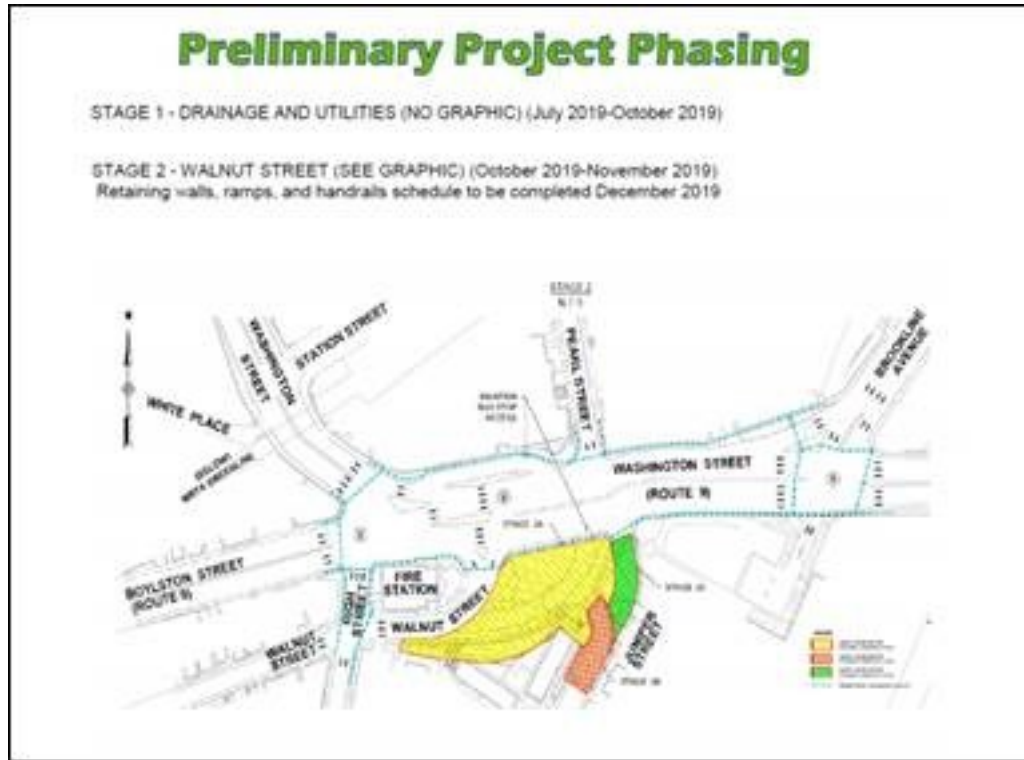 Preliminary Project Phasing
STAGE 1 - DRAINAGE AND UTILITIES (NO GRAPHIC) (July 2019-October 2019)
STAGE 2 - WALNUT STREET (SEE GRAPHIC) (October 2019-November 2019)
Retaining walls, ramps, and handrails schedule to be completed December 2019
STAGE 2
WASHINGTON
STREET
STATION STREET
PEARL STREET
BROOKLINE
AVENUE
WHITE PLACE
WASHINGTON STREET
(ROUTE 9)
BOYLSTON STREET
(ROUTE 9)
HIGH
STREET
FIRE
STATION
WALNUT STREET
WALNUT
STREET
STREET